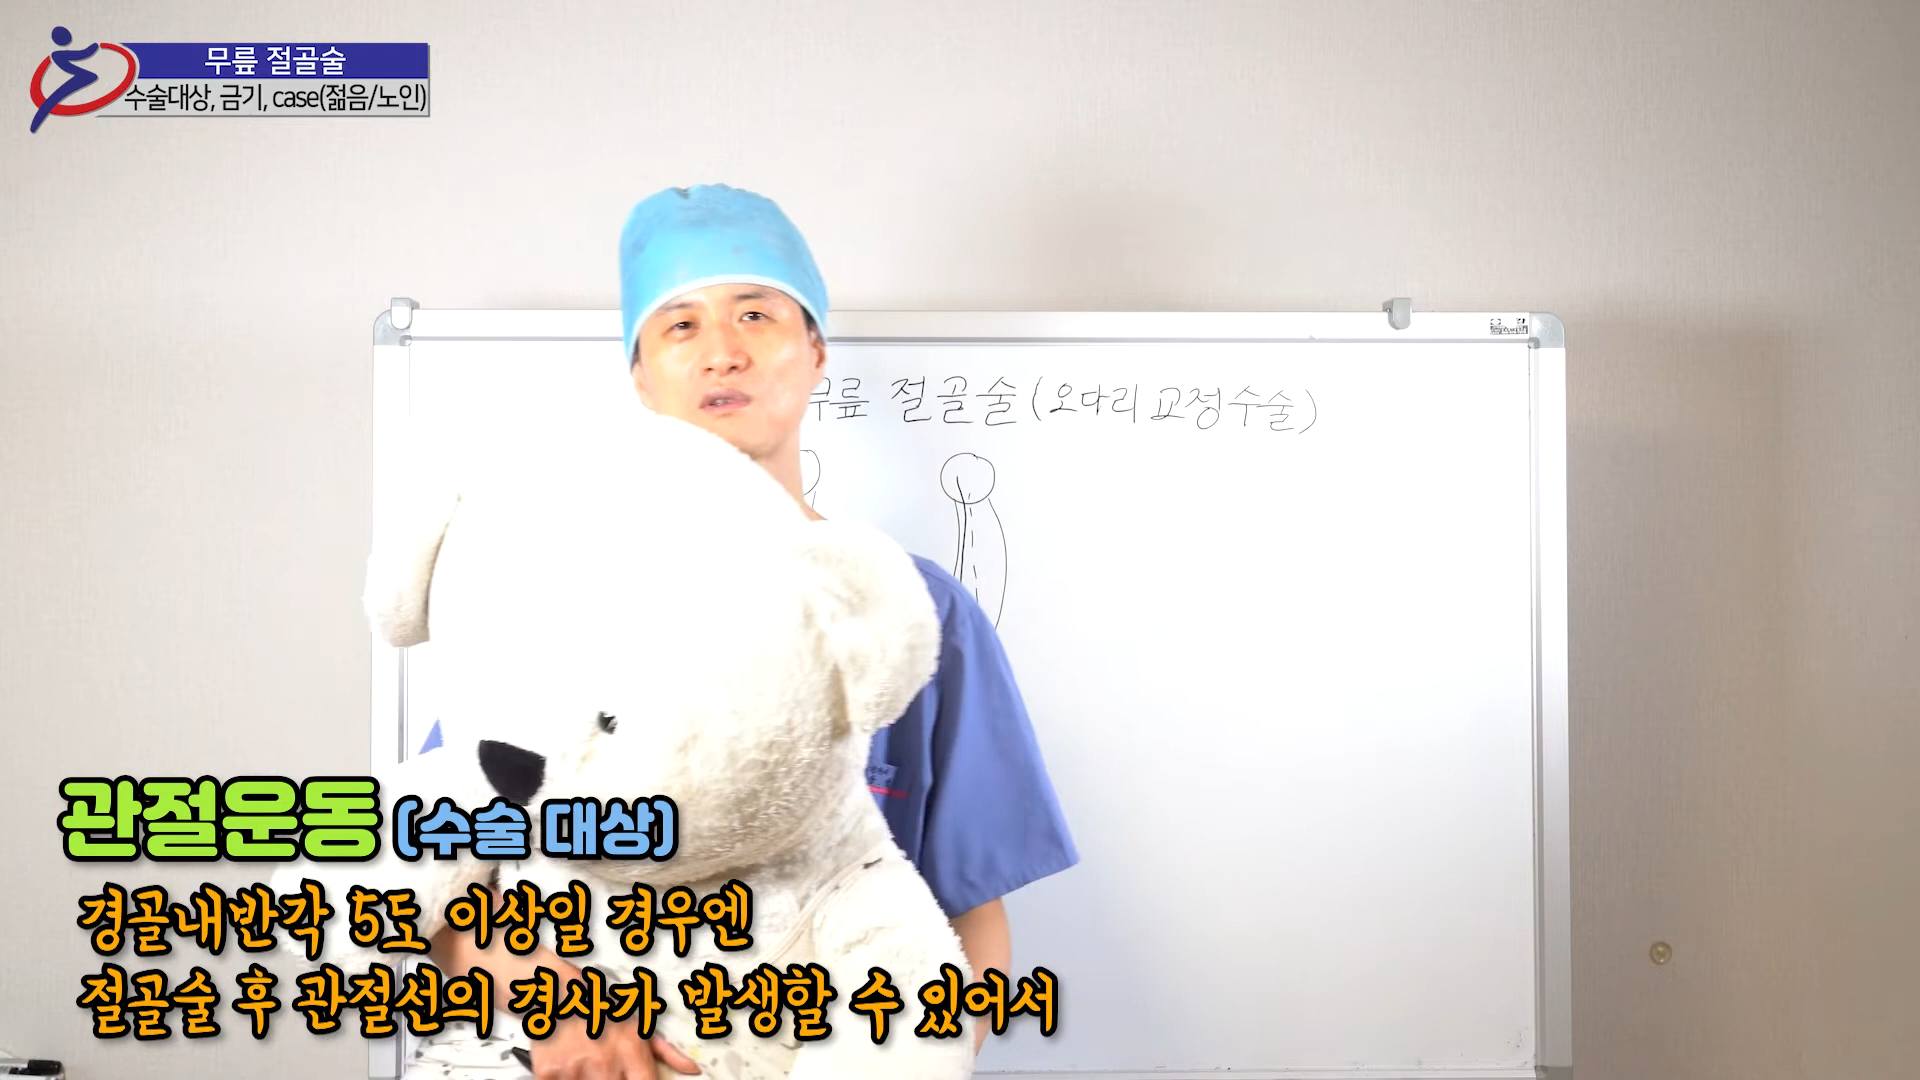 무릎 절골술
수술대상, 금기, case(젊음/노인)
무릎 절골술(오다리 교정수술)
관절운동 (수술 대상)
경골내반각 5도 이상일 경우엔
절골술 후 관절선의 경사가 발생할 수 있어서